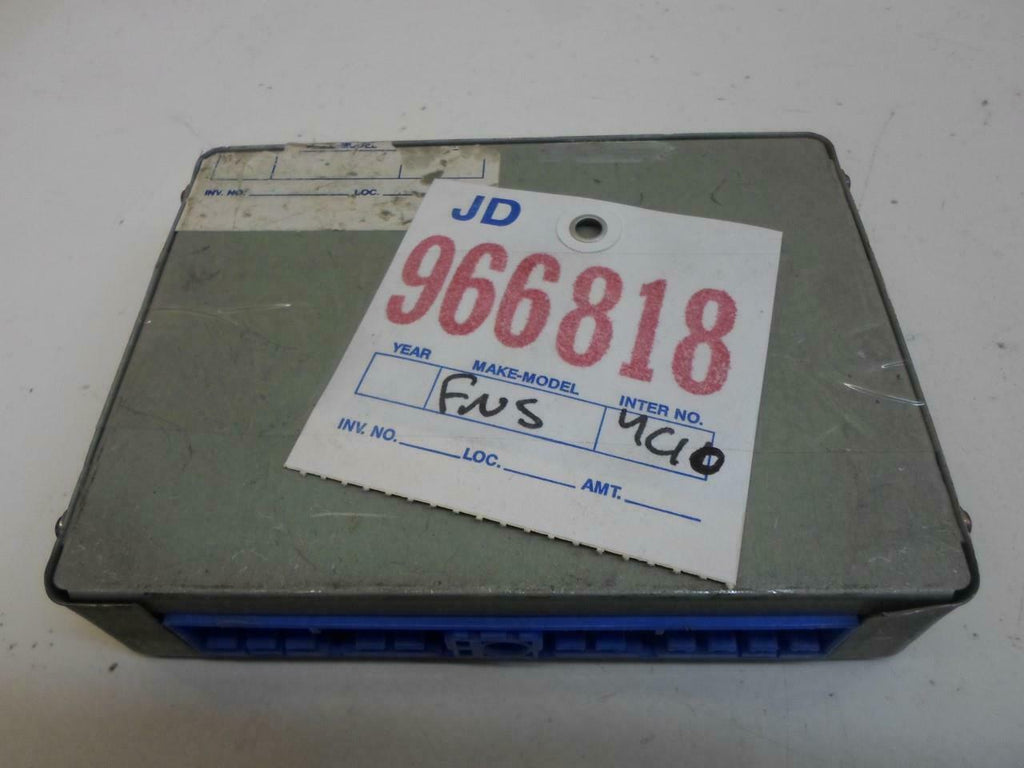 INV. NO. LOC.
JD
966818
YEAR MAKE-MODEL INTER NO.
FNS 4C10
INV. NO. LOC. AMT.